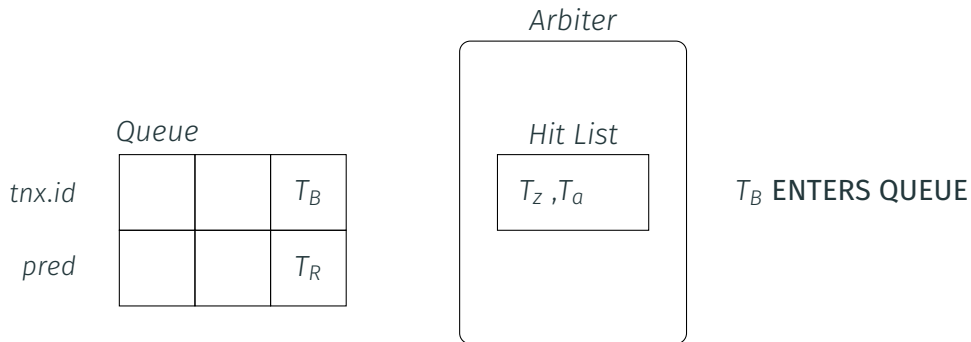 Arbiter
Queue
Hit List
tnx.id T_B
T_z ,T_a
T_B ENTERS QUEUE
pred T_R